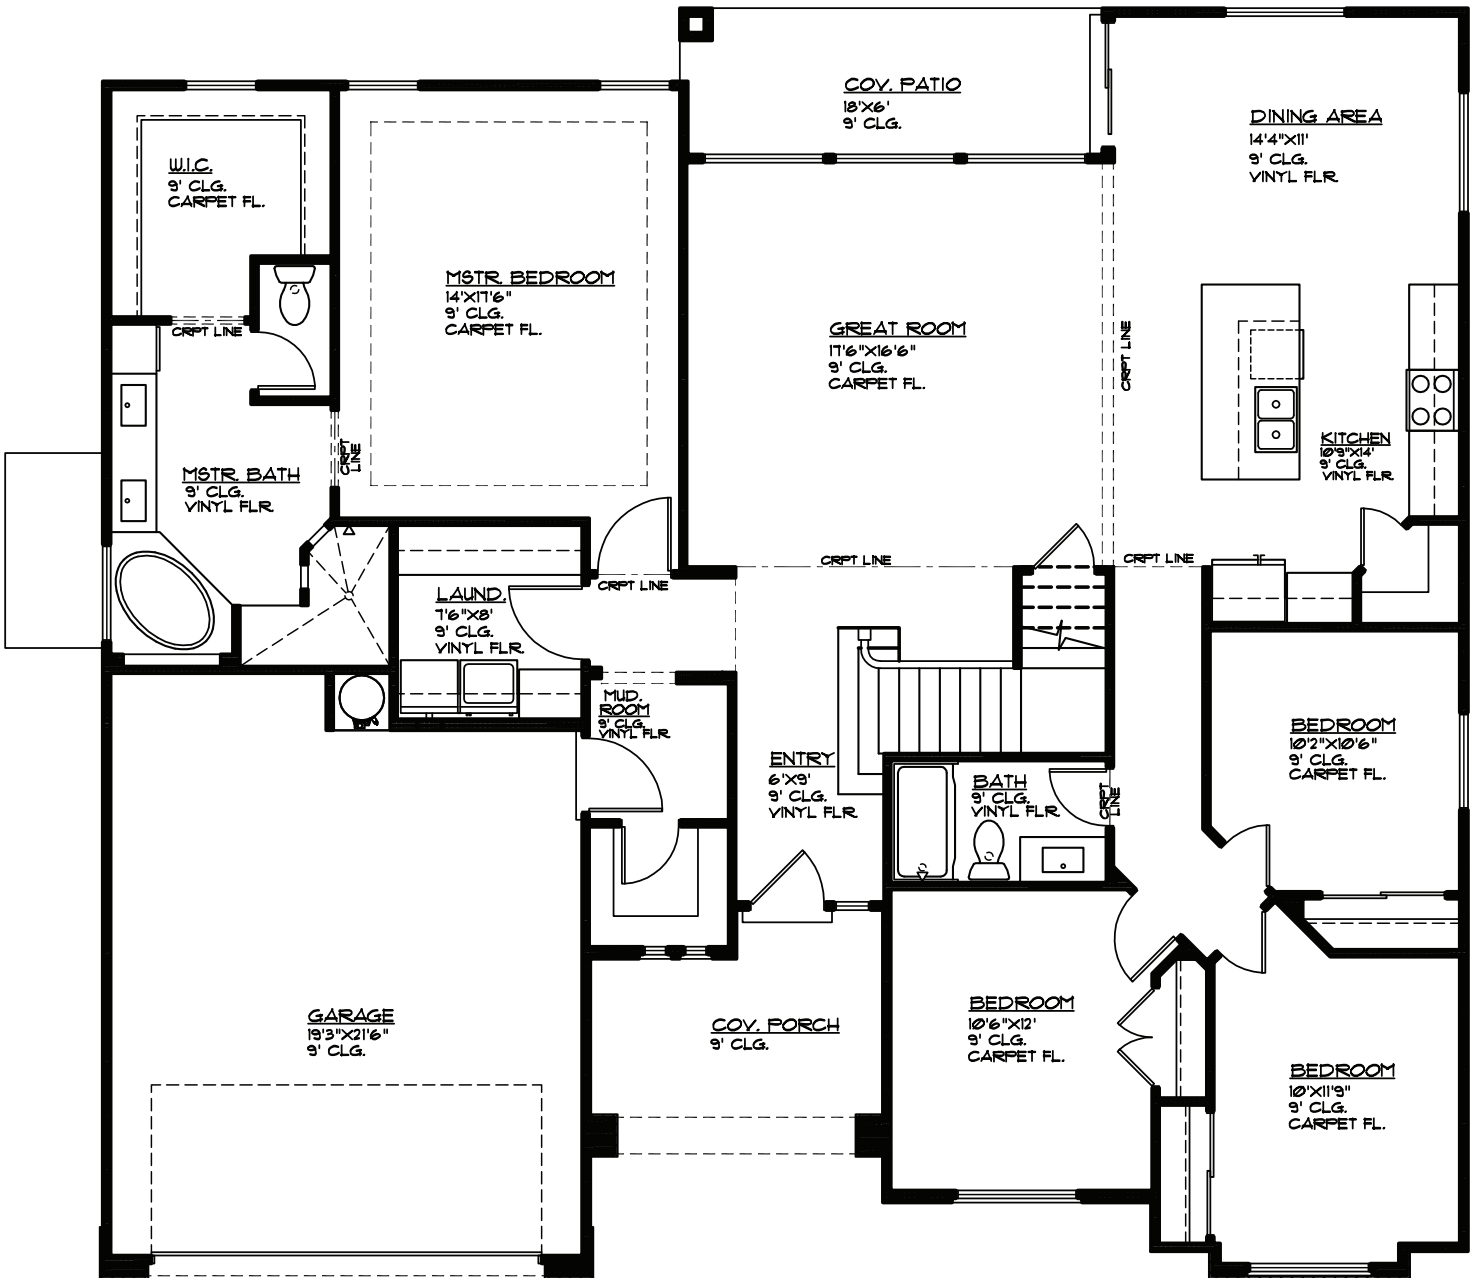 COV. PATIO
18'X6'
9' CLG.
DINING AREA
14'4"X11'
9' CLG.
VINYL FLR.
W.I.C.
9' CLG.
CARPET FL.
CRPT LINE
MSTR. BEDROOM
14'X17'6"
9' CLG.
CARPET FL.
GREAT ROOM
17'6"X16'6"
9' CLG.
CARPET FL.
CRPT LINE
KITCHEN
10'9"X14'
9' CLG.
VINYL FLR.
CRPT
LINE
MSTR. BATH
9' CLG.
VINYL FLR.
CRPT LINE
CRPT LINE
CRPT LINE
LAUND.
7'6"X8'
9' CLG.
VINYL FLR.
MUD.
ROOM
9' CLG.
VINYL FLR.
ENTRY
6'X9'
9' CLG.
VINYL FLR.
BATH
9' CLG.
VINYL FLR.
CRPT
LINE
BEDROOM
10'2"X10'6"
9' CLG.
CARPET FL.
GARAGE
19'3"X21'6"
9' CLG.
COV. PORCH
9' CLG.
BEDROOM
10'6"X12'
9' CLG.
CARPET FL.
BEDROOM
10'X11'9"
9' CLG.
CARPET FL.